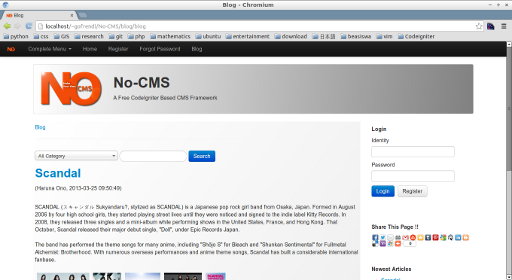 Blog - Chromium
Blog
localhost/~gofrendi/No-CMS/blog/blog
python css GIS research git php mathematics ubuntu entertainment download 日本語 beasiswa vim Codeigniter
No Complete Menu Home Register Forgot Password Blog
NO CMS
No-CMS
A Free CodeIgniter Based CMS Framework
Blog
All Category Search
Scandal
(Haruna Ono, 2013-03-25 09:50:49)
SCANDAL (スキャンダル Sukyandaru?, stylized as SCANDAL) is a Japanese pop rock girl band from Osaka, Japan. Formed in August
2006 by four high school girls, they started playing street lives until they were noticed and signed to the indie label Kitty Records. In
2008, they released three singles and a mini-album while performing shows in the United States, France, and Hong Kong. That
October, Scandal released their major debut single, "Doll", under Epic Records Japan.
The band has performed the theme songs for many anime, including "Shōjo S" for Bleach and "Shunkan Sentimental" for Fullmetal
Alchemist: Brotherhood. With numerous overseas performances and anime theme songs, Scandal has built a considerable international
fanbase.
Login
Identity
Password
Login Register
Share This Page !!
Newest Articles
Scandal